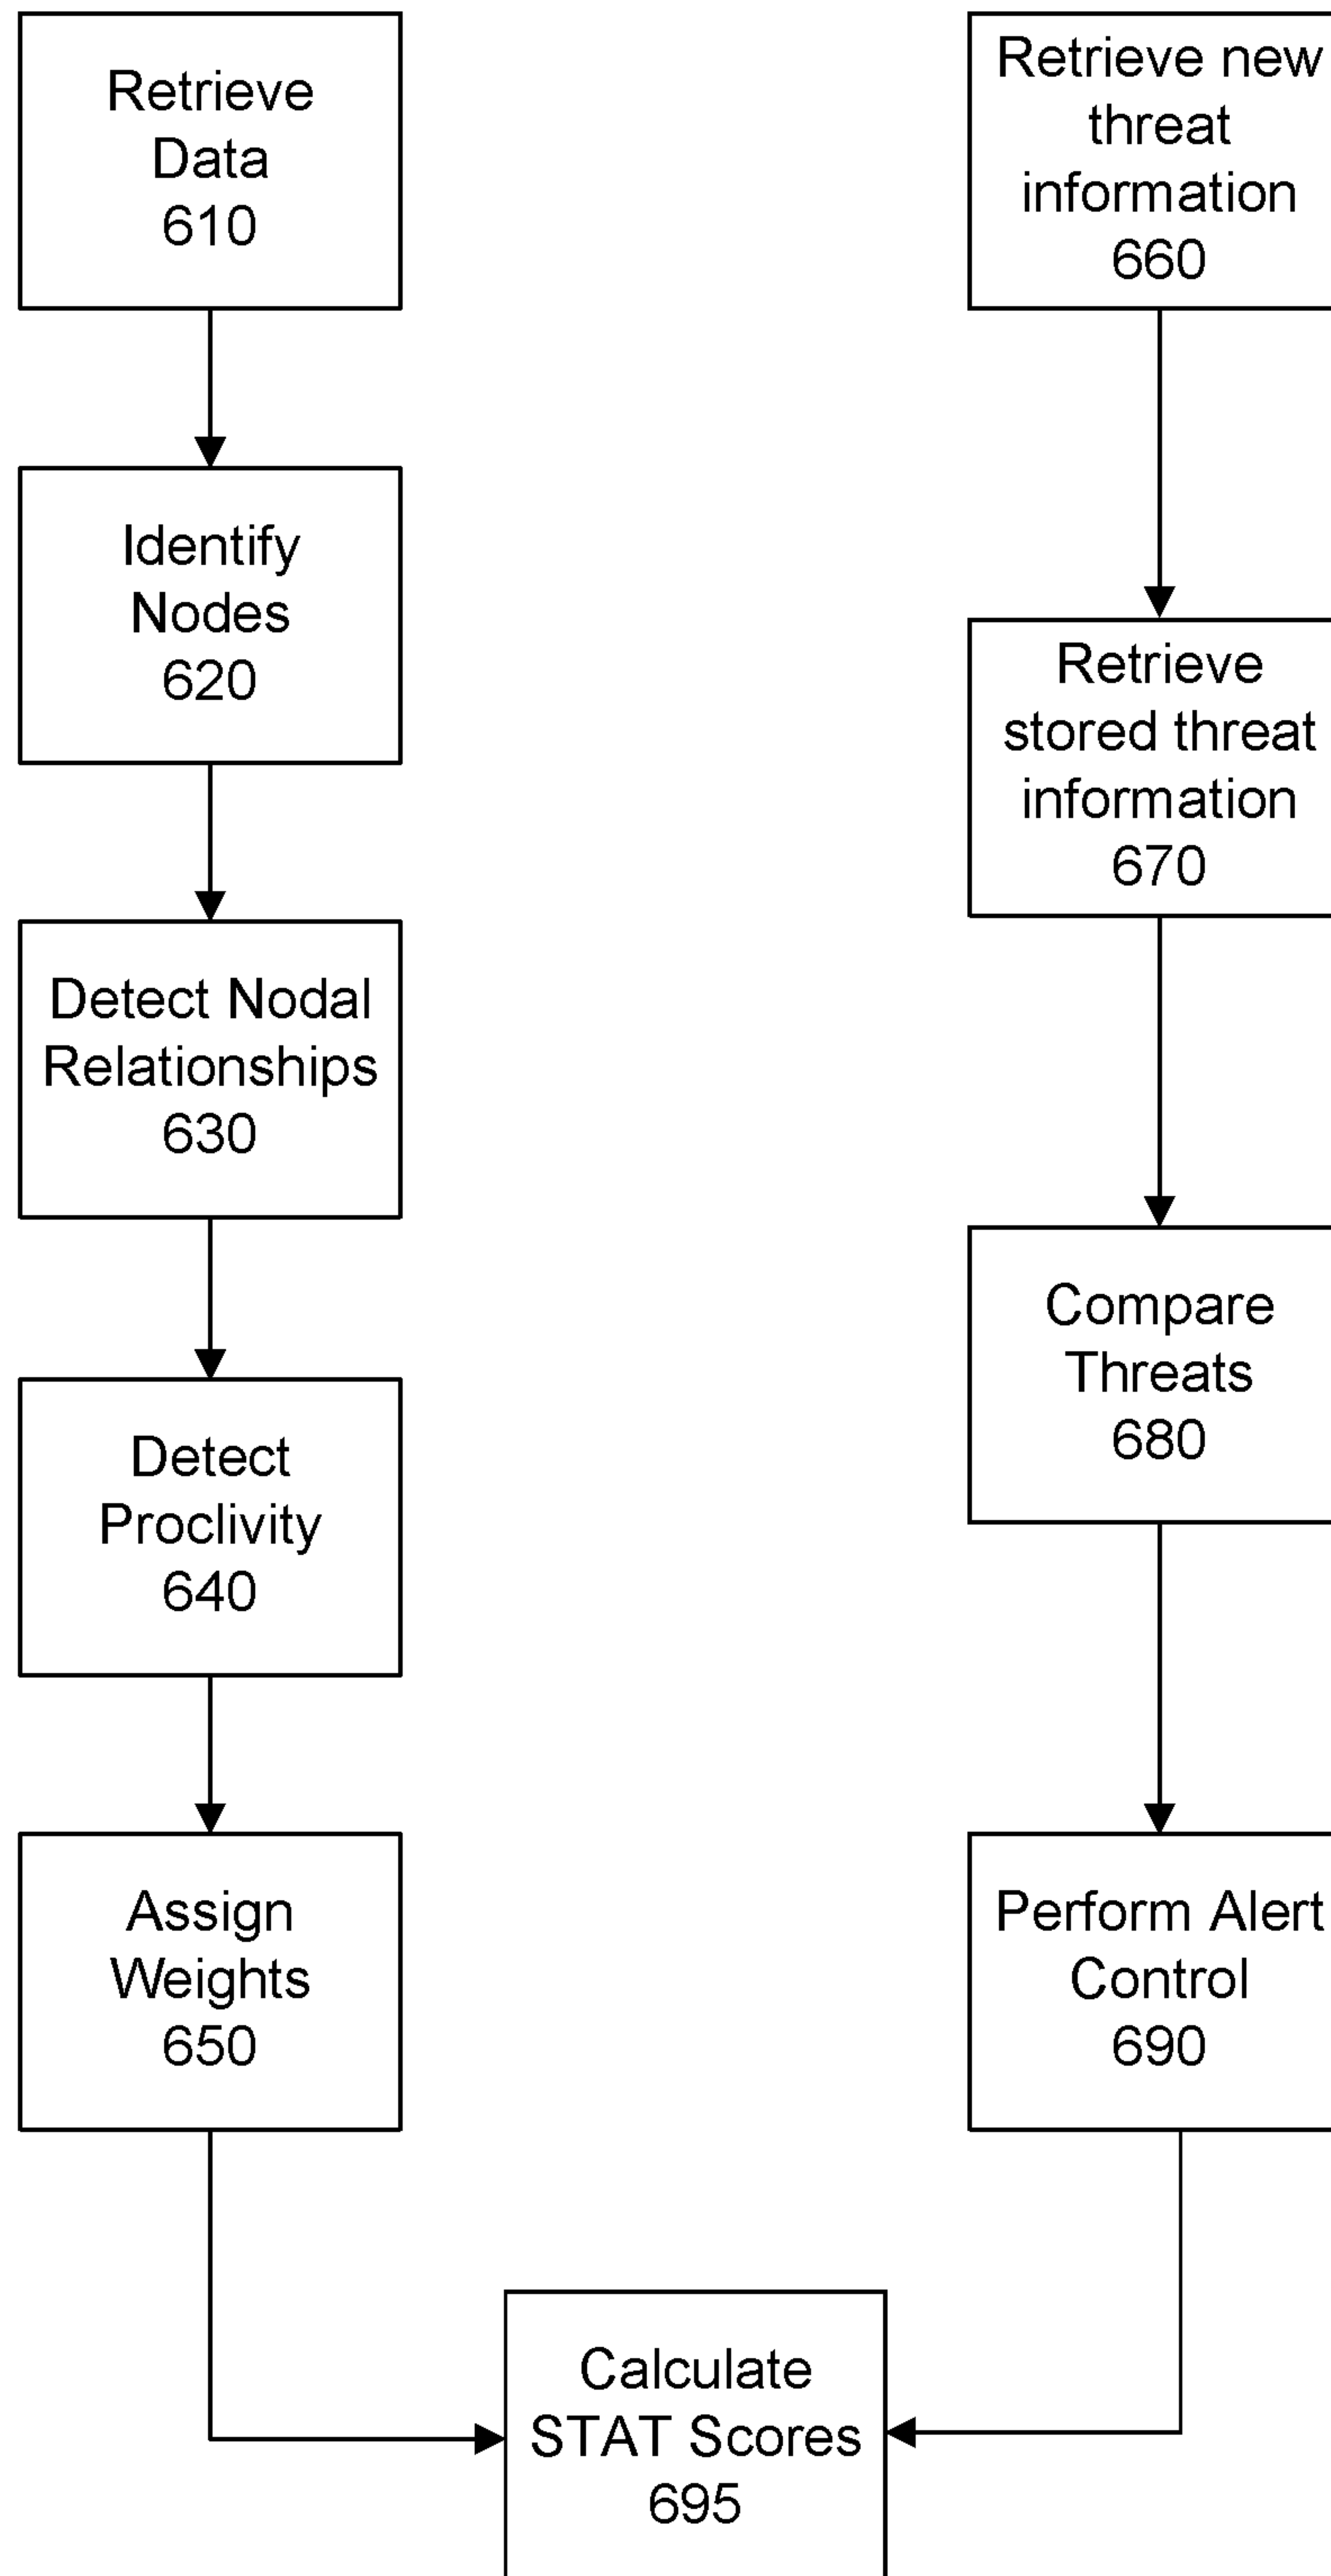 Retrieve
Data
610
Identify
Nodes
620
Detect Nodal
Relationships
630
Detect
Proclivity
640
Assign
Weights
650
Retrieve new
threat
information
660
Retrieve
stored threat
information
670
Compare
Threats
680
Perform Alert
Control
690
Calculate
STAT Scores
695